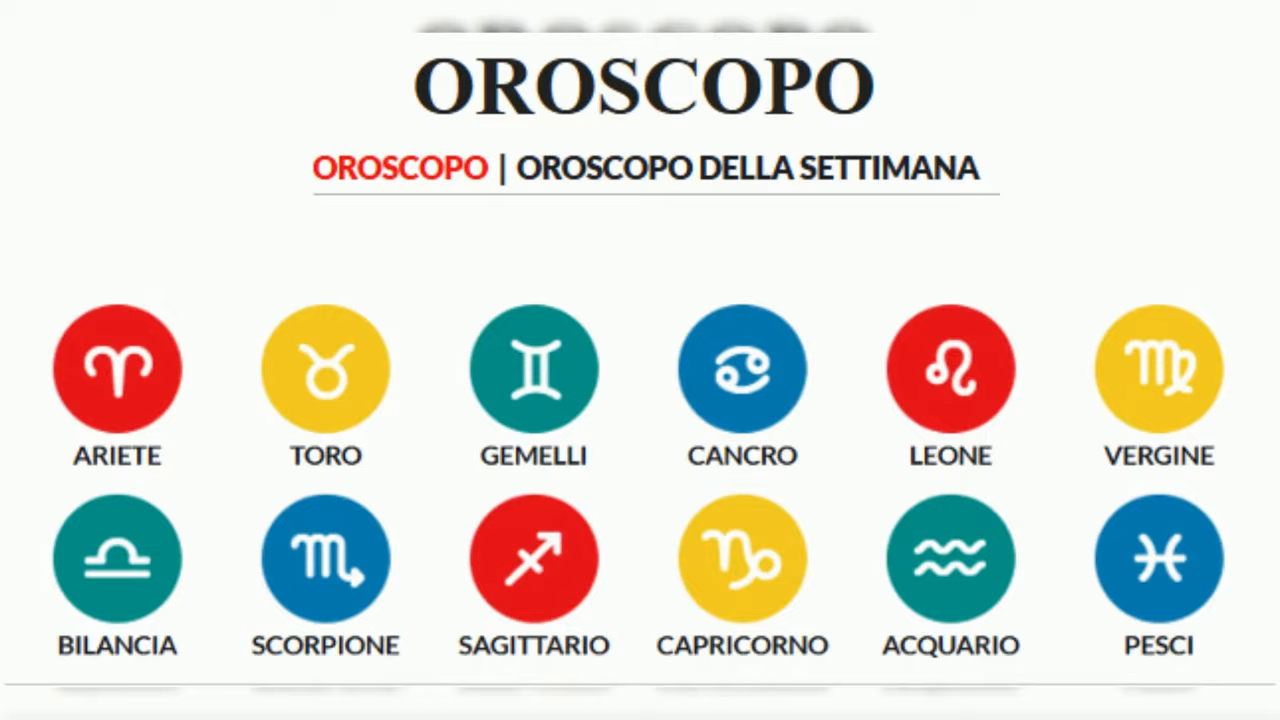 OROSCOPO
OROSCOPO | OROSCOPO DELLA SETTIMANA
ARIETE TORO GEMELLI CANCRO LEONE VERGINE
BILANCIA SCORPIONE SAGITTARIO CAPRICORNO ACQUARIO PESCI